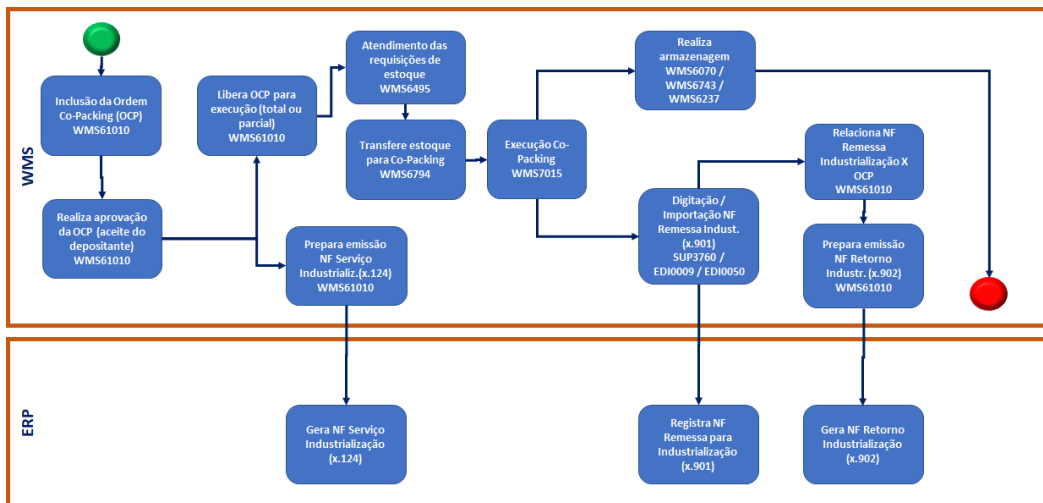 WMS
Inclusão da Ordem
Co-Packing (OCP)
WMS61010
Realiza aprovação
da OCP (aceite do
depositante)
WMS61010
Libera OCP para
execução (total ou
parcial)
WMS61010
Atendimento das
requisições de
estoque
WMS6495
Transfere estoque
para Co-Packing
WMS6794
Prepara emissão
NF Serviço
Industrializ.(x.124)
WMS61010
Execução Co-
Packing
WMS7015
Realiza
armazenagem
WMS6070 /
WMS6743 /
WMS6237
Digitação /
Importação NF
Remessa Indust.
(x.901)
SUP3760 /
EDI0009 / EDI0050
Relaciona NF
Remessa
Industrialização X
OCP
WMS61010
Prepara emissão
NF Retorno
Industr. (x.902)
WMS61010
ERP
Gera NF Serviço
Industrialização
(x.124)
Registra NF
Remessa para
Industrialização
(x.901)
Gera NF Retorno
Industrialização
(x.902)